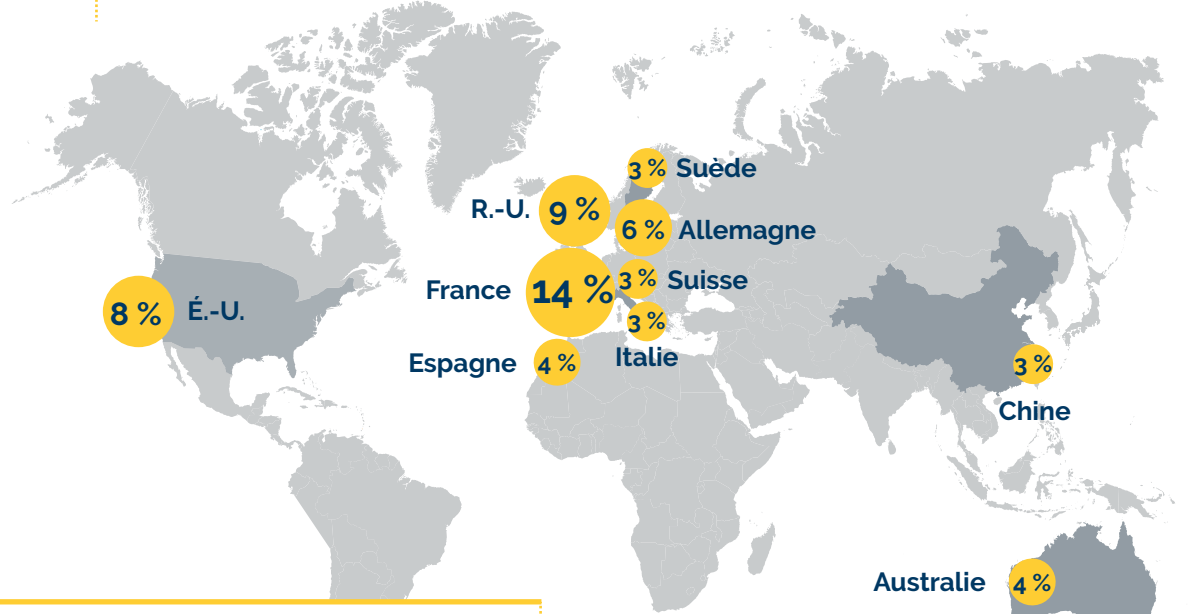 3 % Suède
R.-U. 9 %
6 % Allemagne
France 14 %
3 % Suisse
É.-U. 8 %
3 %
Italie
Espagne 4 %
3 %
Chine
Australie 4 %